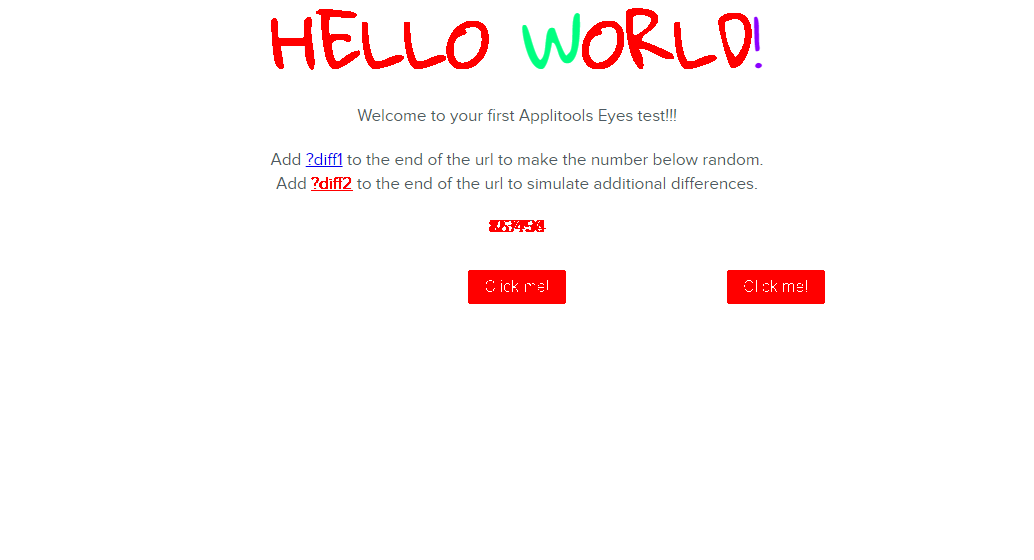 HELLO WORLD!
Welcome to your first Applitools Eyes test!!!
Add ?diff1 to the end of the url to make the number below random.
Add ?diff2 to the end of the url to simulate additional differences.
Click me! Click me!